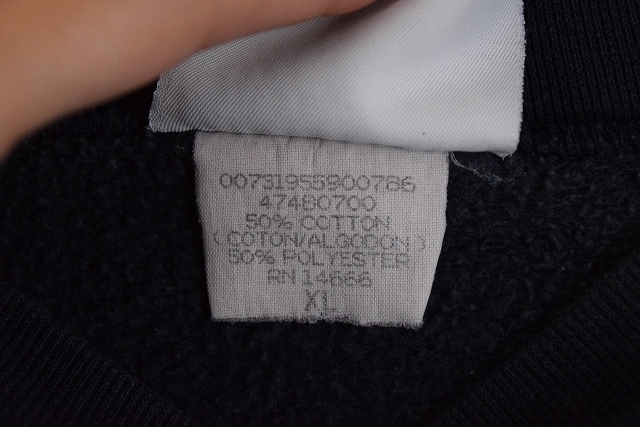 00731955900786
47480700
50% COTTON
(COTON/ALGODON)
50% POLYESTER
RN 14666
XL